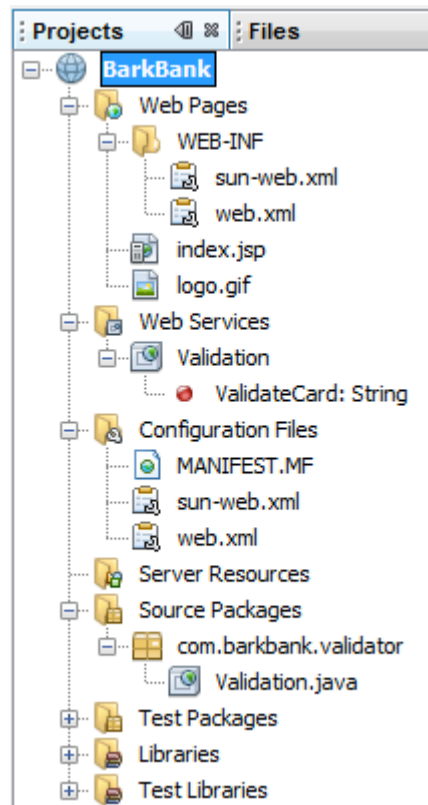 Projects Files
BarkBank
Web Pages
WEB-INF
sun-web.xml
web.xml
index.jsp
logo.gif
Web Services
Validation
ValidateCard: String
Configuration Files
MANIFEST.MF
sun-web.xml
web.xml
Server Resources
Source Packages
com.barkbank.validator
Validation.java
Test Packages
Libraries
Test Libraries